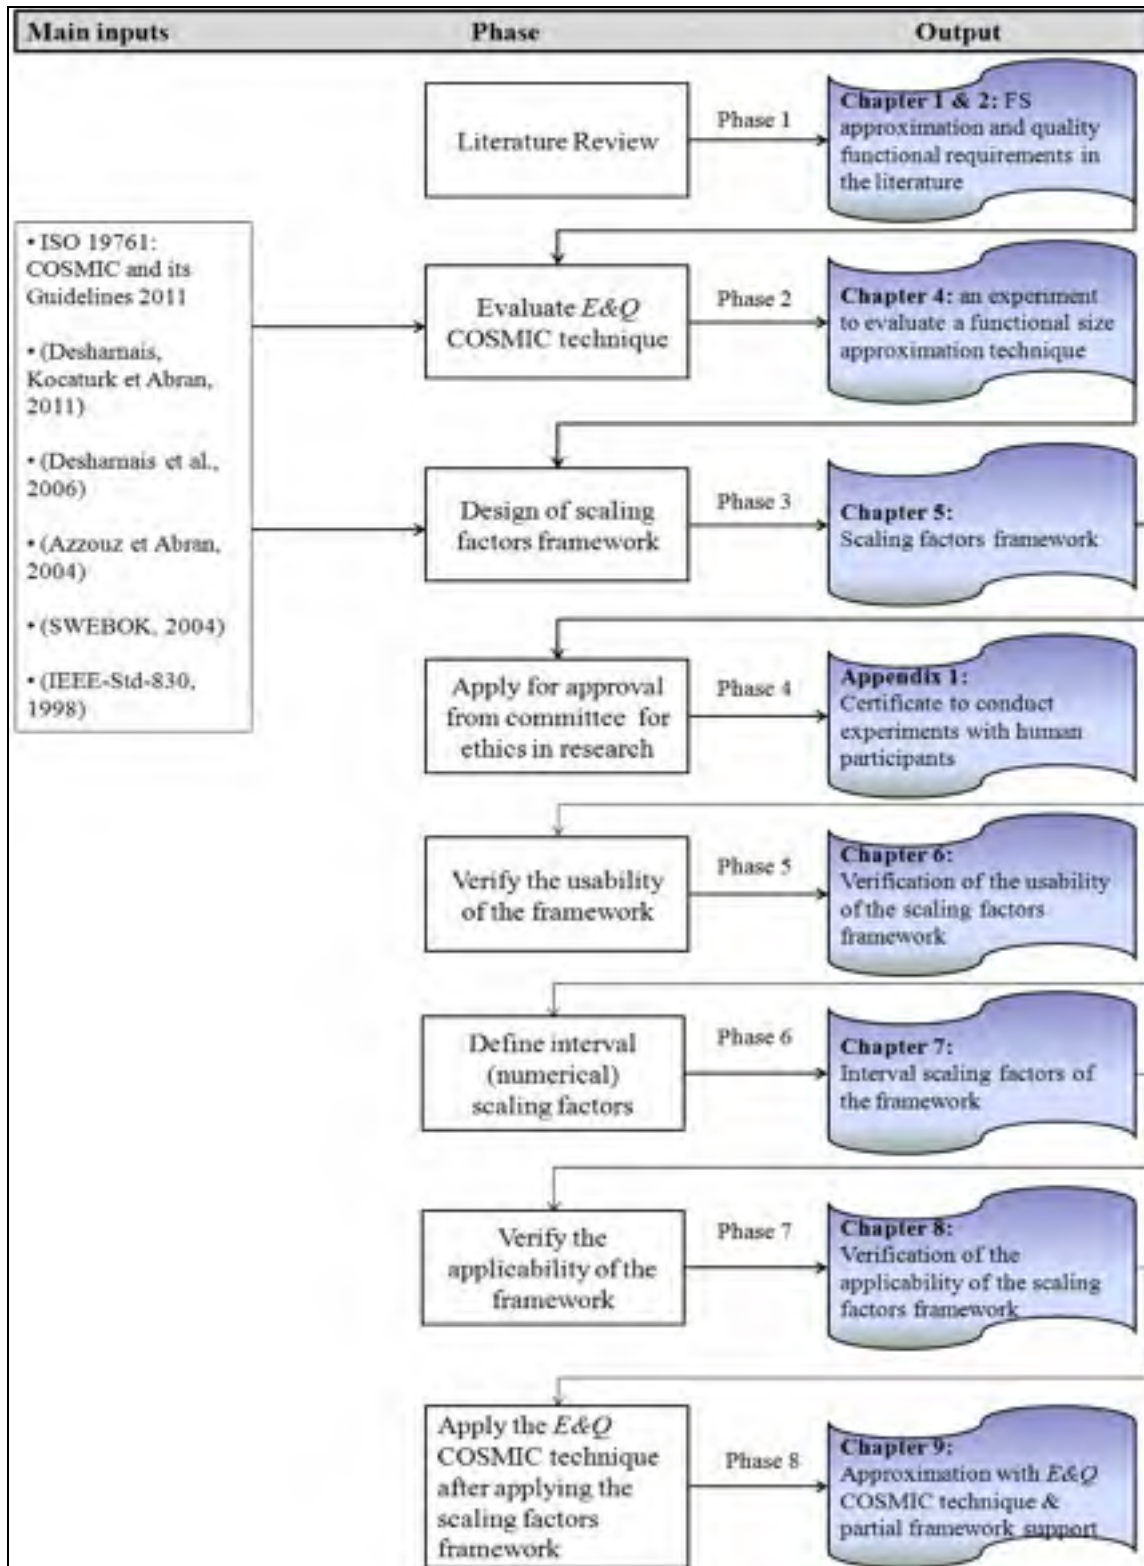 Main inputs Phase Output
Literature Review
Phase 1
Chapter 1 & 2: FS
approximation and quality
functional requirements in
the literature
• ISO 19761:
COSMIC and its
Guidelines 2011
• (Desharnais,
Kocaturk et Abran,
2011)
• (Desharnais et al.,
2006)
• (Azzouz et Abran,
2004)
• (SWEBOK, 2004)
• (IEEE-Std-830,
1998)
Evaluate E&Q
COSMIC technique
Phase 2
Chapter 4: an experiment
to evaluate a functional size
approximation technique
Design of scaling
factors framework
Phase 3
Chapter 5:
Scaling factors framework
Apply for approval
from committee for
ethics in research
Phase 4
Appendix 1:
Certificate to conduct
experiments with human
participants
Verify the usability
of the framework
Phase 5
Chapter 6:
Verification of the usability
of the scaling factors
framework
Define interval
(numerical)
scaling factors
Phase 6
Chapter 7:
Interval scaling factors of
the framework
Verify the
applicability of the
framework
Phase 7
Chapter 8:
Verification of the
applicability of the scaling
factors framework
Apply the E&Q
COSMIC technique
after applying the
scaling factors
framework
Phase 8
Chapter 9:
Approximation with E&Q
COSMIC technique &
partial framework support